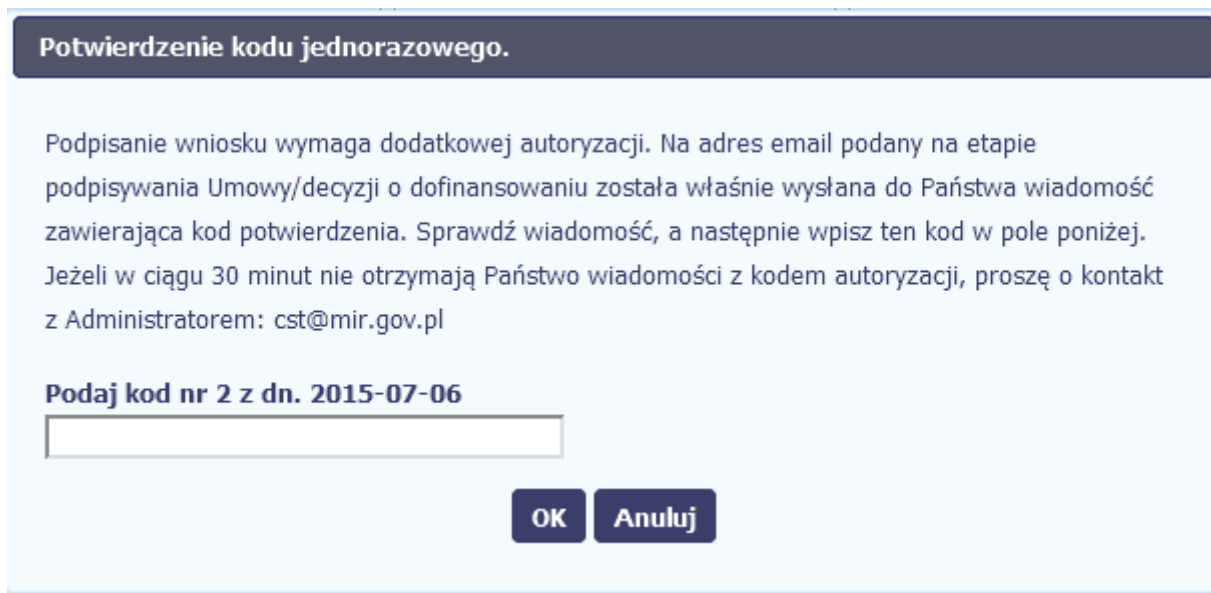 Potwierdzenie kodu jednorazowego.
Podpisanie wniosku wymaga dodatkowej autoryzacji. Na adres email podany na etapie
podpisywania Umowy/decyzji o dofinansowaniu została właśnie wysłana do Państwa wiadomość
zawierająca kod potwierdzenia. Sprawdź wiadomość, a następnie wpisz ten kod w pole poniżej.
Jeżeli w ciągu 30 minut nie otrzymają Państwo wiadomości z kodem autoryzacji, proszę o kontakt
z Administratorem: cst@mir.gov.pl
Podaj kod nr 2 z dn. 2015-07-06
OK Anuluj